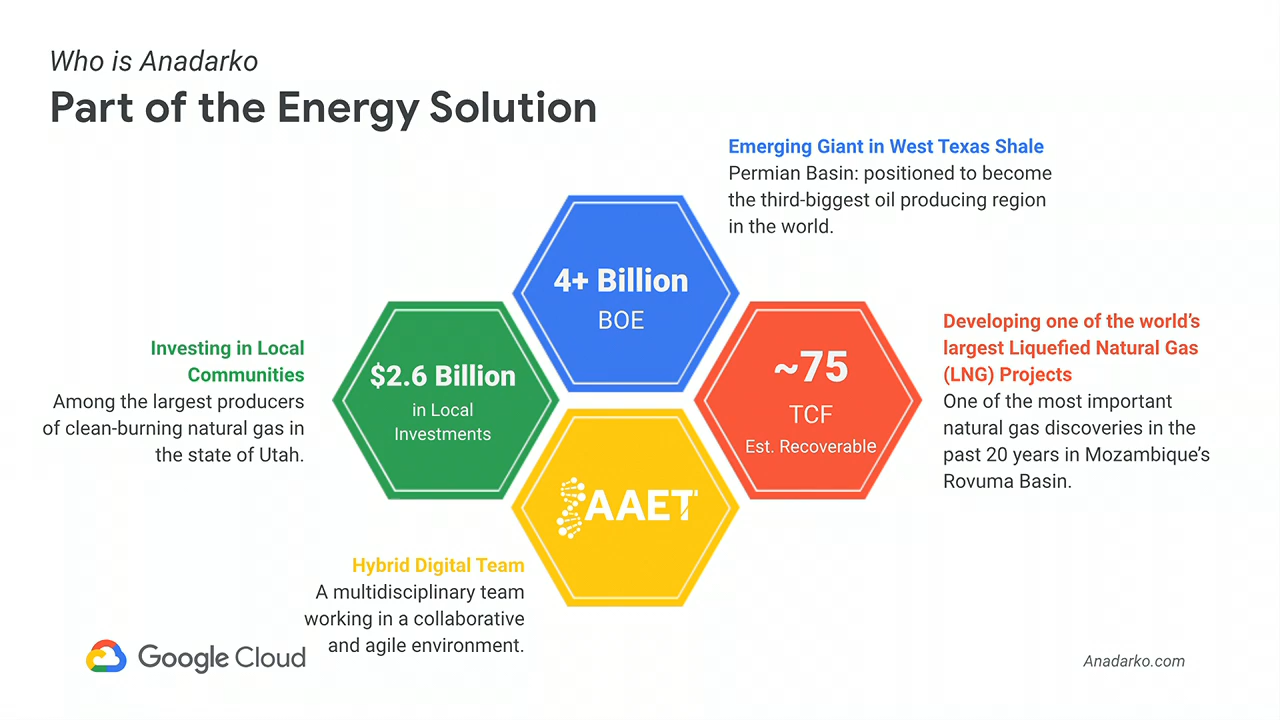 Who is Anadarko
Part of the Energy Solution
Emerging Giant in West Texas Shale
Permian Basin: positioned to become
the third-biggest oil producing region
in the world.
4+ Billion
BOE
Investing in Local
Communities
Among the largest producers
of clean-burning natural gas in
the state of Utah.
$2.6 Billion
in Local
Investments
~75
TCF
Est. Recoverable
Developing one of the world's
largest Liquefied Natural Gas
(LNG) Projects
One of the most important
natural gas discoveries in the
past 20 years in Mozambique's
Rovuma Basin.
AAET
Hybrid Digital Team
A multidisciplinary team
working in a collaborative
and agile environment.
Google Cloud
Anadarko.com